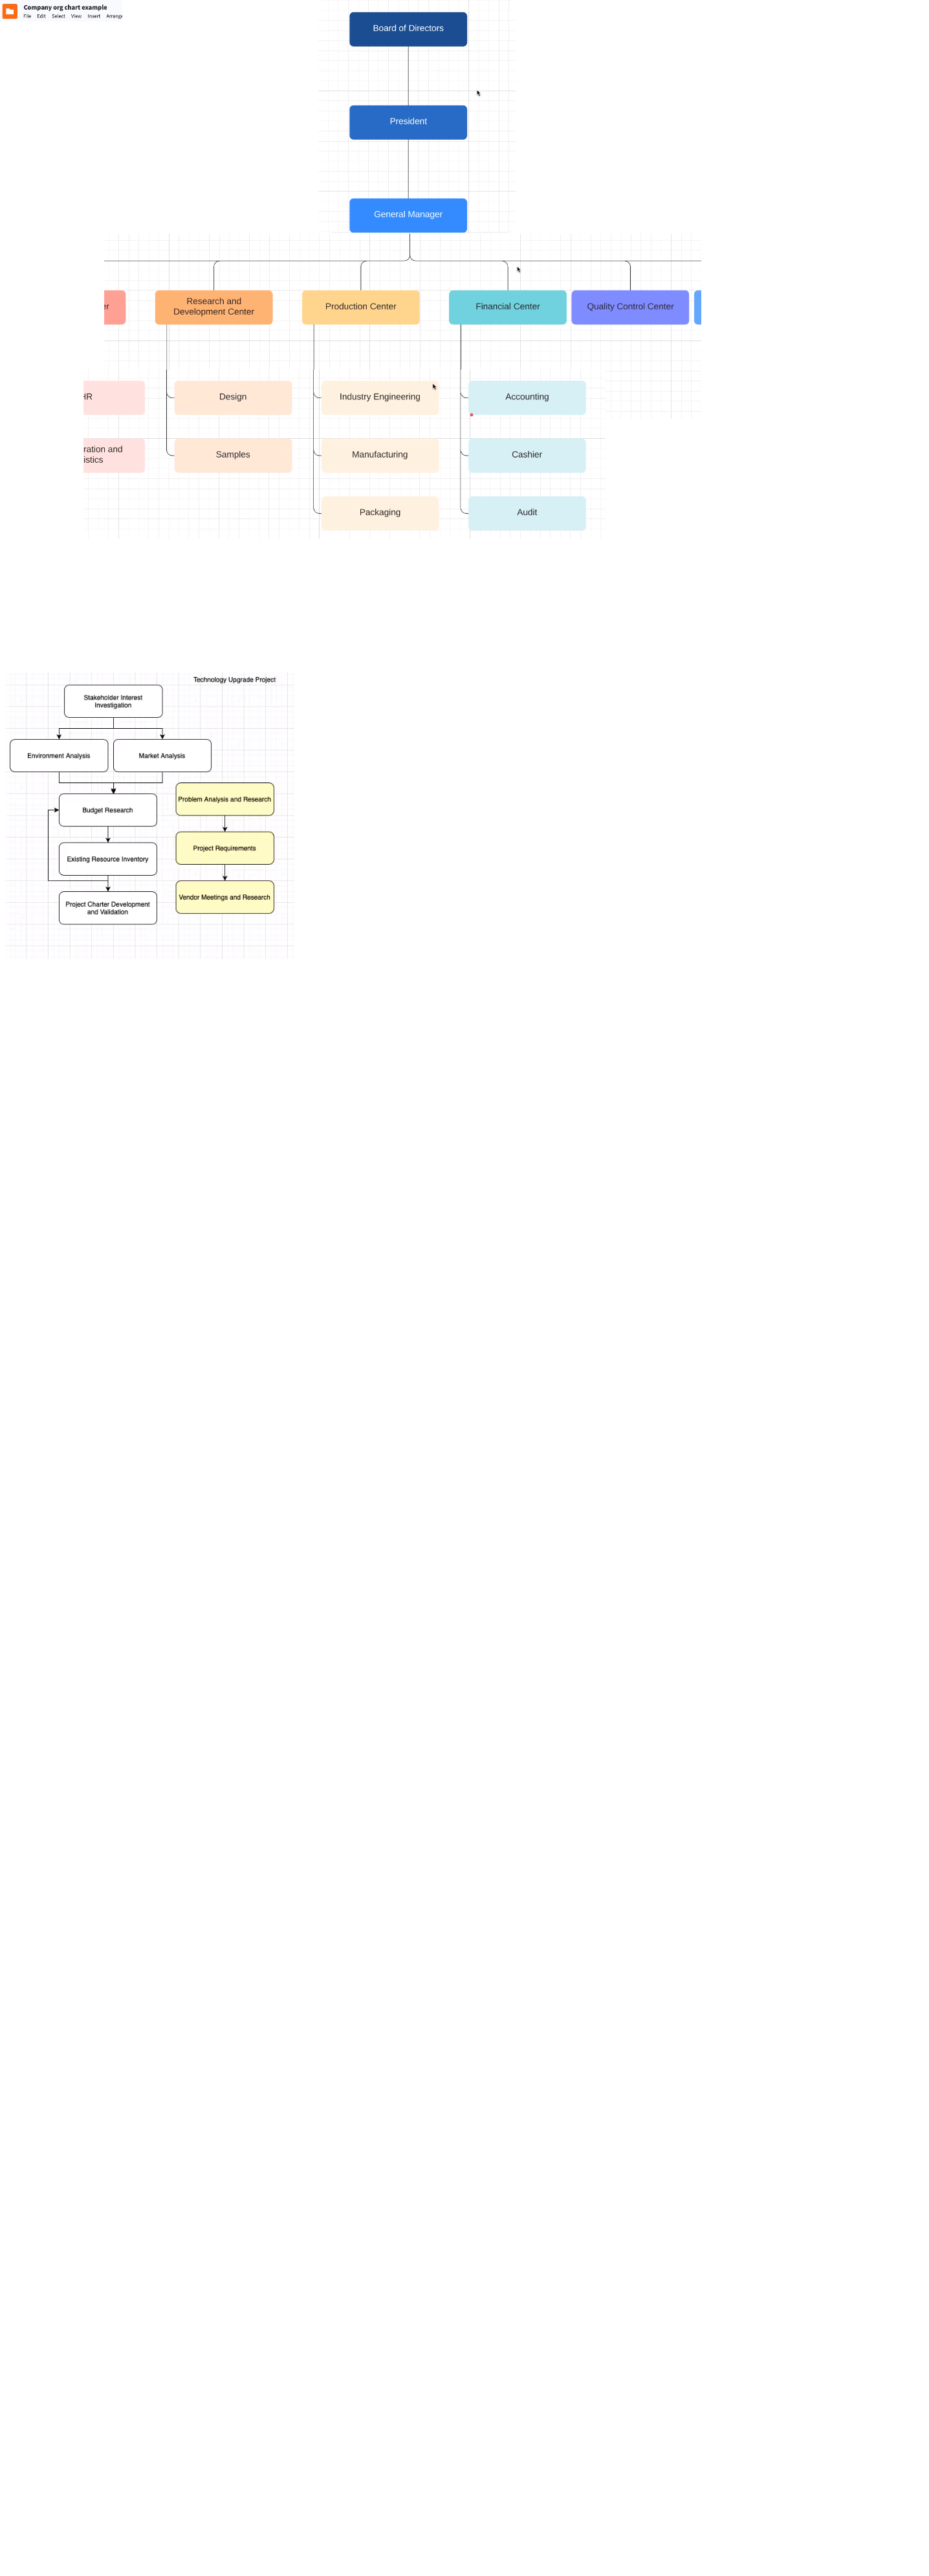 Company org chart example
File Edit Select View Insert Arrange
Board of Directors
President
General Manager
Research and
Development Center
Production Center
Financial Center
Quality Control Center
HR
Design
Industry Engineering
Accounting
ration and
istics
Samples
Manufacturing
Cashier
Packaging
Audit
Technology Upgrade Project
Stakeholder Interest
Investigation
Environment Analysis
Market Analysis
Problem Analysis and Research
Budget Research
Project Requirements
Existing Resource Inventory
Vendor Meetings and Research
Project Charter Development
and Validation